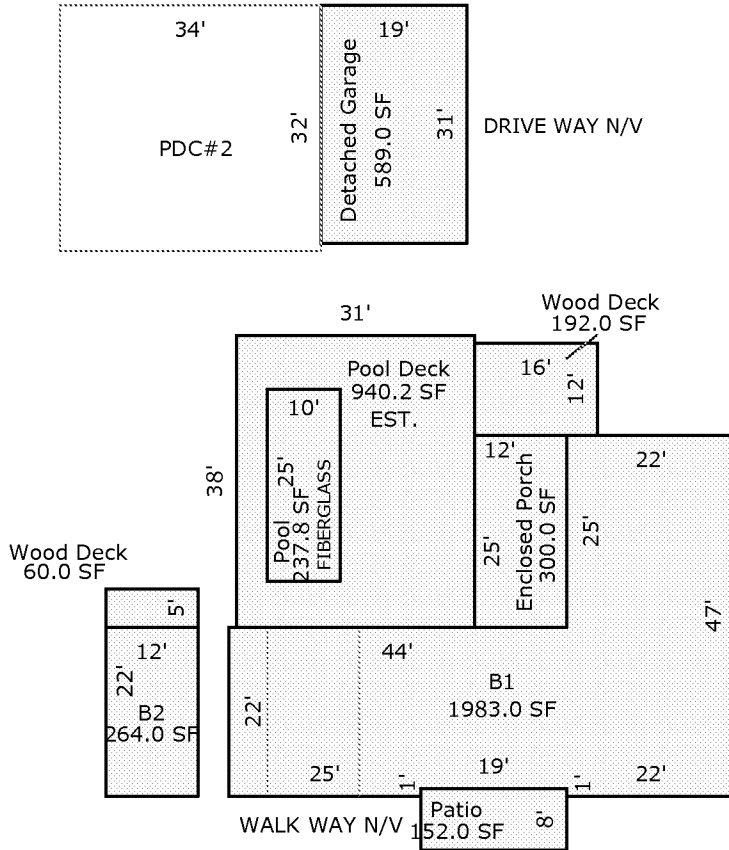 34'
19'
PDC#2
32'
Detached Garage
589.0 SF
31'
DRIVE WAY N/V
31'
Wood Deck
192.0 SF
16'
12'
Pool Deck
940.2 SF
EST.
10'
25'
Pool
237.8 SF
FIBERGLASS
38'
12'
25'
Enclosed Porch
300.0 SF
22'
25'
47'
Wood Deck
60.0 SF
5'
12'
22'
B2
264.0 SF
44'
22'
B1
1983.0 SF
25'
1'
19'
1'
22'
WALK WAY N/V
Patio
152.0 SF
8'